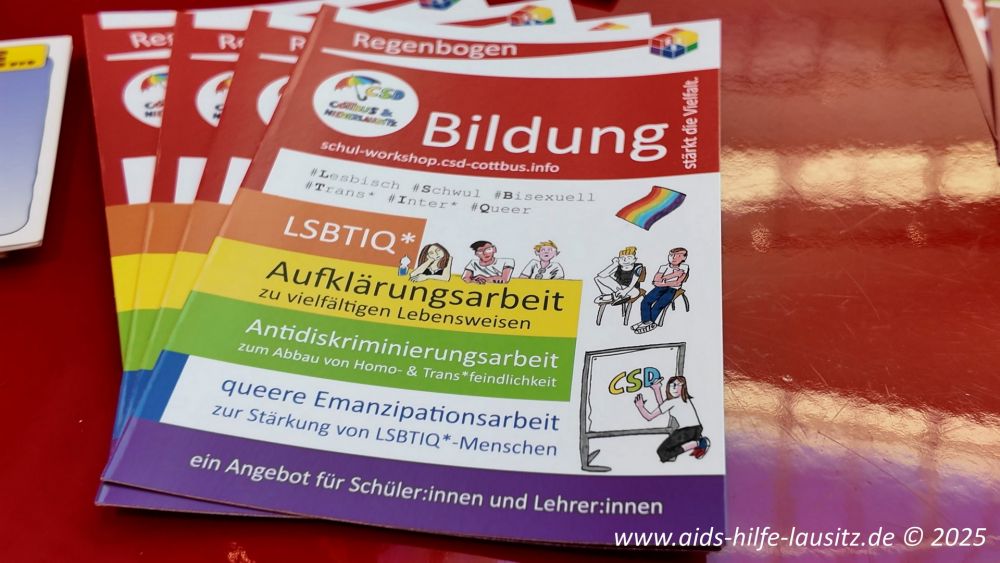 Regenbogen
CSD
COTTBUS &
NIEDERLAUSITZ
Bildung
stärkt die Vielfalt.
schul-workshop.csd-cottbus.info
#Lesbisch #Schwul #Bisexuell
#Trans* #Inter* #Queer
LSBTIQ*
Aufklärungsarbeit
zu vielfältigen Lebensweisen
Antidiskriminierungsarbeit
zum Abbau von Homo- & Trans*feindlichkeit
CSD
queere Emanzipationsarbeit
zur Stärkung von LSBTIQ*-Menschen
ein Angebot für Schüler:innen und Lehrer:innen
www.aids-hilfe-lausitz.de © 2025